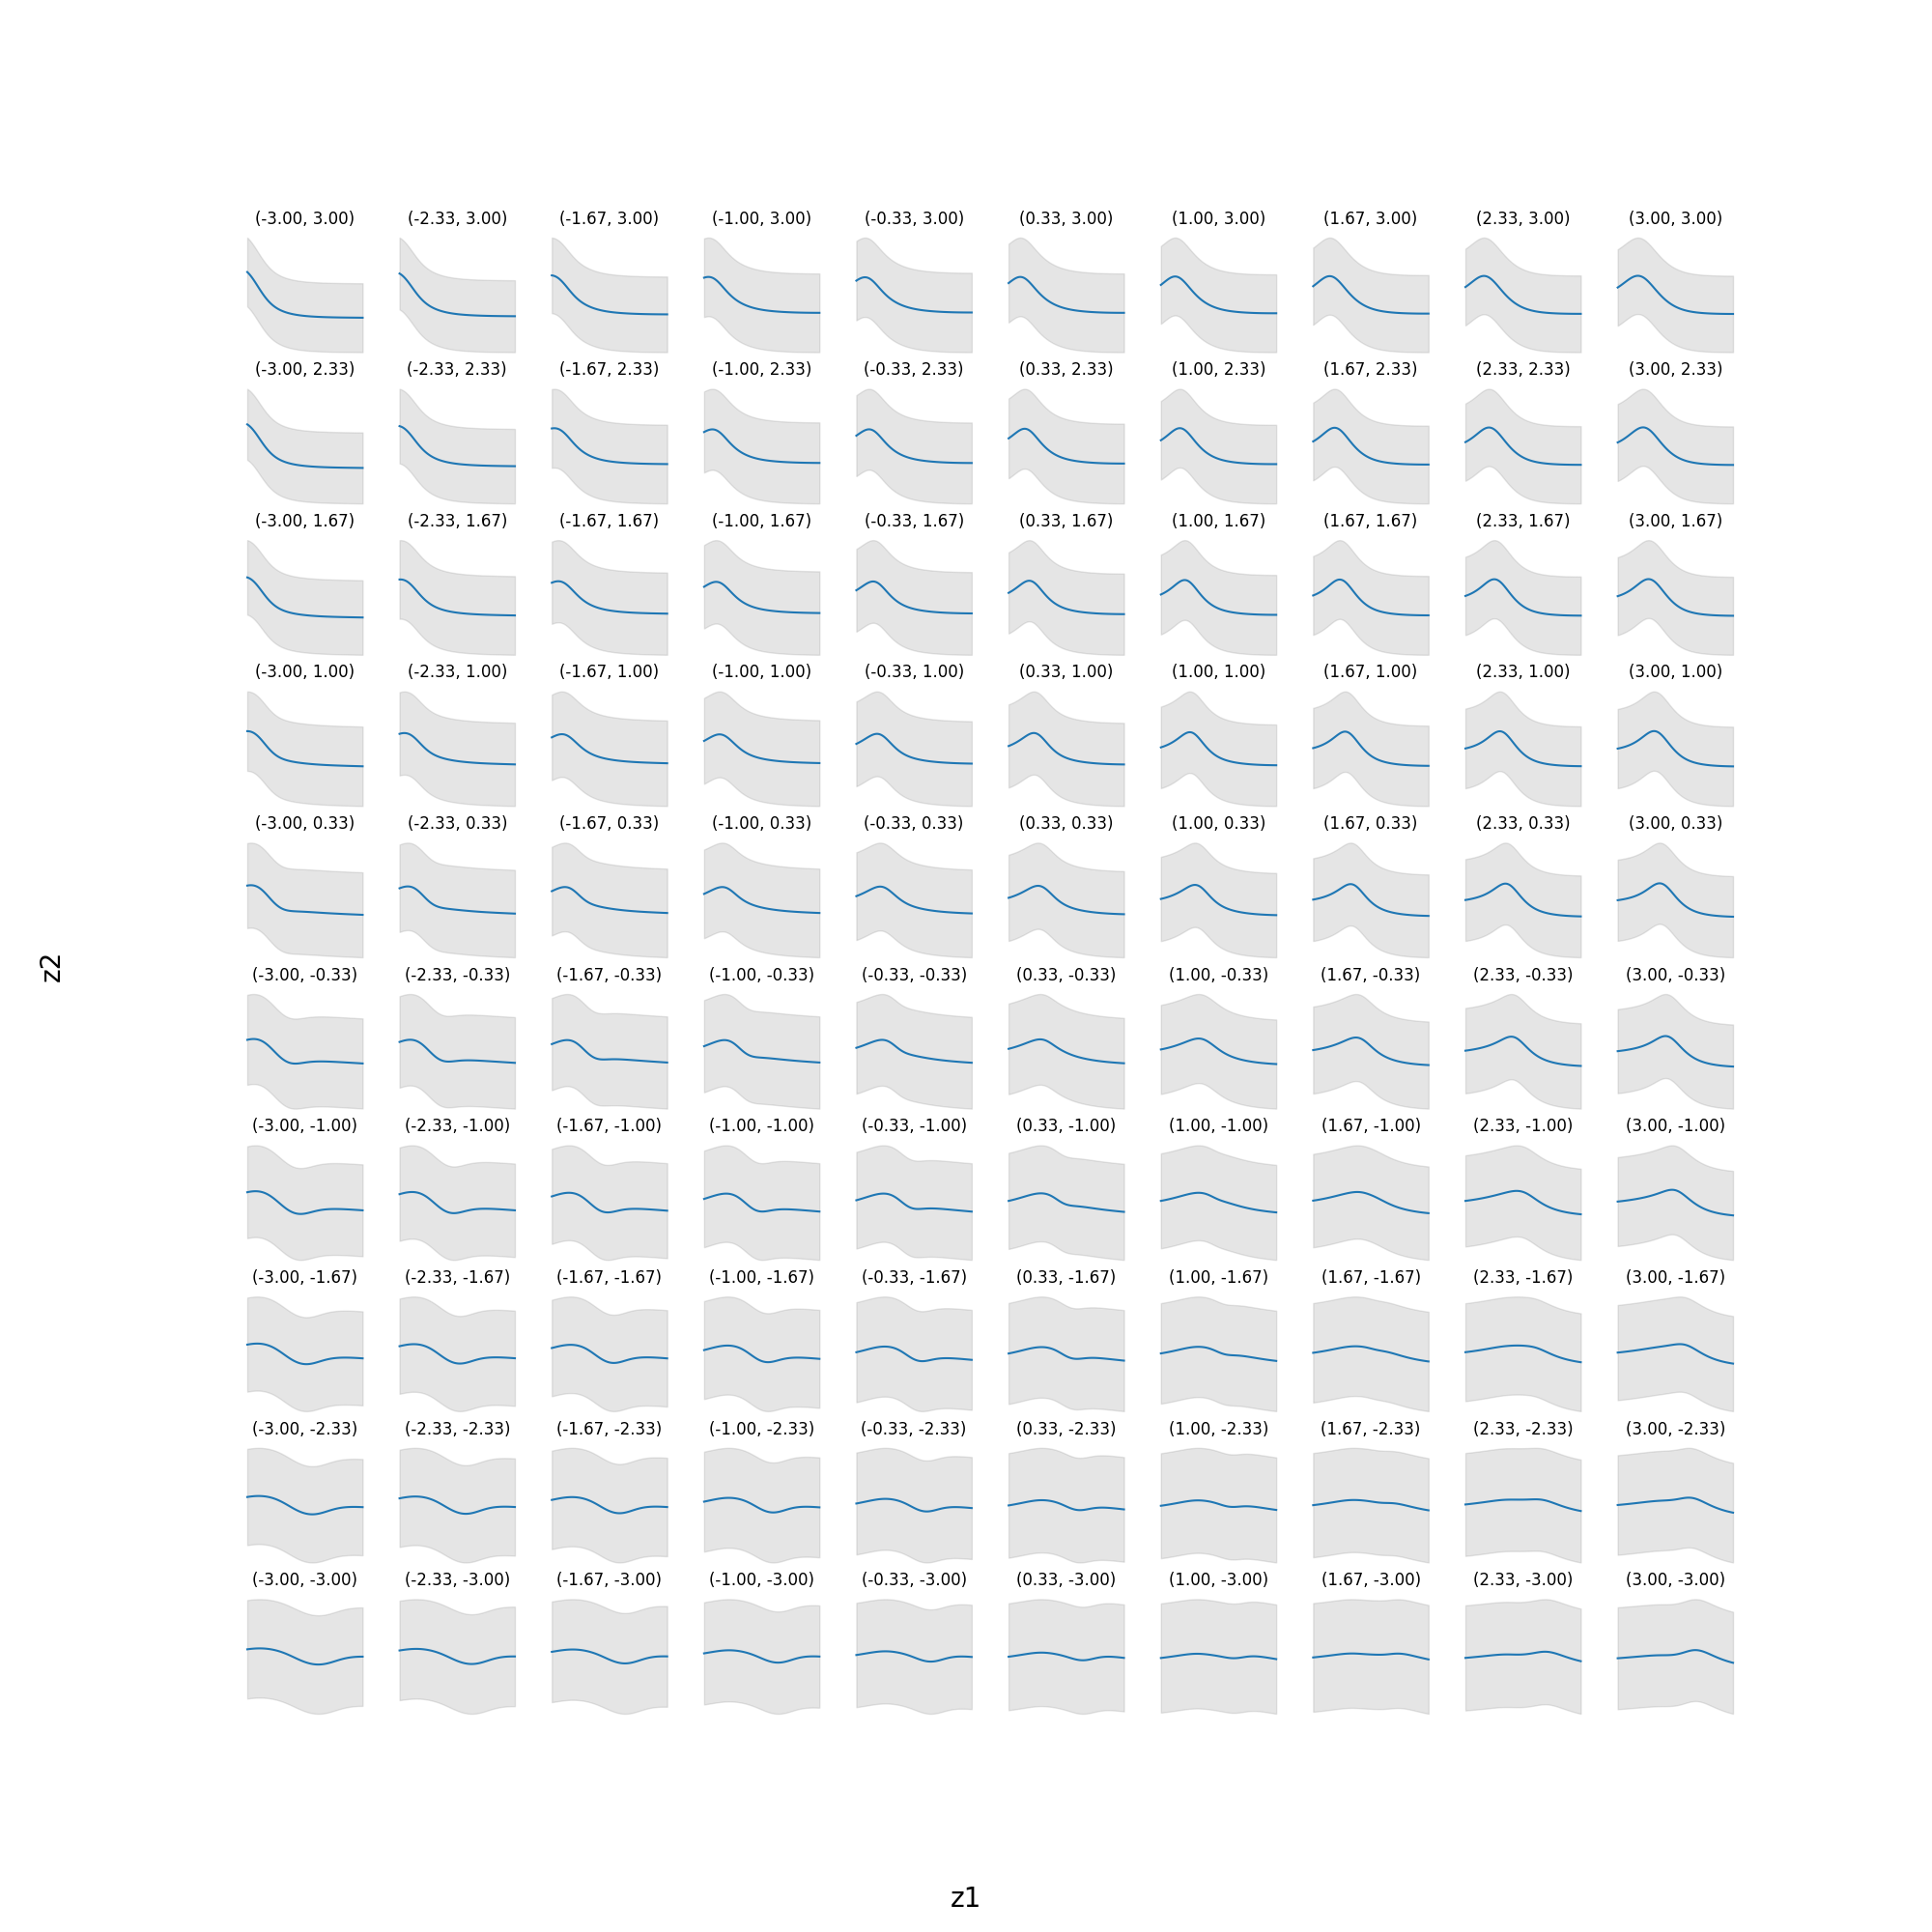 (-3.00, 3.00) (-2.33, 3.00) (-1.67, 3.00) (-1.00, 3.00) (-0.33, 3.00) (0.33, 3.00) (1.00, 3.00) (1.67, 3.00) (2.33, 3.00) (3.00, 3.00)
(-3.00, 2.33) (-2.33, 2.33) (-1.67, 2.33) (-1.00, 2.33) (-0.33, 2.33) (0.33, 2.33) (1.00, 2.33) (1.67, 2.33) (2.33, 2.33) (3.00, 2.33)
(-3.00, 1.67) (-2.33, 1.67) (-1.67, 1.67) (-1.00, 1.67) (-0.33, 1.67) (0.33, 1.67) (1.00, 1.67) (1.67, 1.67) (2.33, 1.67) (3.00, 1.67)
(-3.00, 1.00) (-2.33, 1.00) (-1.67, 1.00) (-1.00, 1.00) (-0.33, 1.00) (0.33, 1.00) (1.00, 1.00) (1.67, 1.00) (2.33, 1.00) (3.00, 1.00)
(-3.00, 0.33) (-2.33, 0.33) (-1.67, 0.33) (-1.00, 0.33) (-0.33, 0.33) (0.33, 0.33) (1.00, 0.33) (1.67, 0.33) (2.33, 0.33) (3.00, 0.33)
z2
(-3.00, -0.33) (-2.33, -0.33) (-1.67, -0.33) (-1.00, -0.33) (-0.33, -0.33) (0.33, -0.33) (1.00, -0.33) (1.67, -0.33) (2.33, -0.33) (3.00, -0.33)
(-3.00, -1.00) (-2.33, -1.00) (-1.67, -1.00) (-1.00, -1.00) (-0.33, -1.00) (0.33, -1.00) (1.00, -1.00) (1.67, -1.00) (2.33, -1.00) (3.00, -1.00)
(-3.00, -1.67) (-2.33, -1.67) (-1.67, -1.67) (-1.00, -1.67) (-0.33, -1.67) (0.33, -1.67) (1.00, -1.67) (1.67, -1.67) (2.33, -1.67) (3.00, -1.67)
(-3.00, -2.33) (-2.33, -2.33) (-1.67, -2.33) (-1.00, -2.33) (-0.33, -2.33) (0.33, -2.33) (1.00, -2.33) (1.67, -2.33) (2.33, -2.33) (3.00, -2.33)
(-3.00, -3.00) (-2.33, -3.00) (-1.67, -3.00) (-1.00, -3.00) (-0.33, -3.00) (0.33, -3.00) (1.00, -3.00) (1.67, -3.00) (2.33, -3.00) (3.00, -3.00)
z1